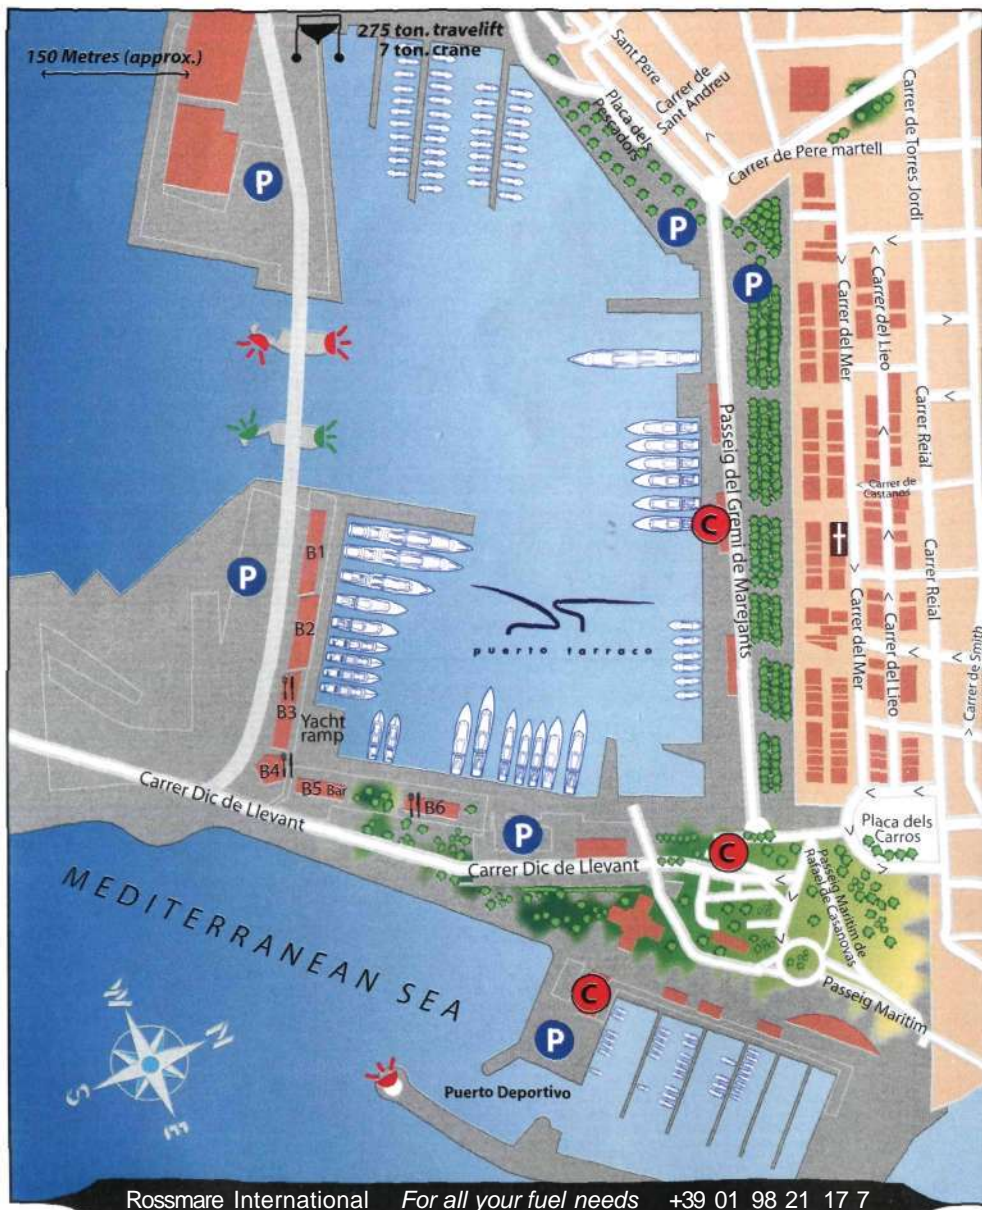 275 ton. travelift
7 ton. crane
150 Metres (approx.)
Sant Pere
Carrer de
Sant Andreu
Placa dels
Pescadors
Carrer de Pere martell
Carrer de Torres Jordi
P
P
P
Carrer del Mer
Carrer del Lieo
Carrer Reial
Passeig del Gremi de Marejants
Carrer de
Castanos
C
B1
P
B2
puerto tarraco
Carrer Reial
Carrer del Mer
Carrer del Lieo
Carrer de Smith
B3
Yacht
ramp
B4
B5 Bar
B6
Carrer Dic de Llevant
P
Placa dels
Carros
C
Carrer Dic de Llevant
Passeig Maritim de
Rafael de Casanovas
MEDITERRANEAN SEA
Passeig Maritim
C
P
N
S
Puerto Deportivo
Rossmare International For all your fuel needs +39 01 98 21 17 7